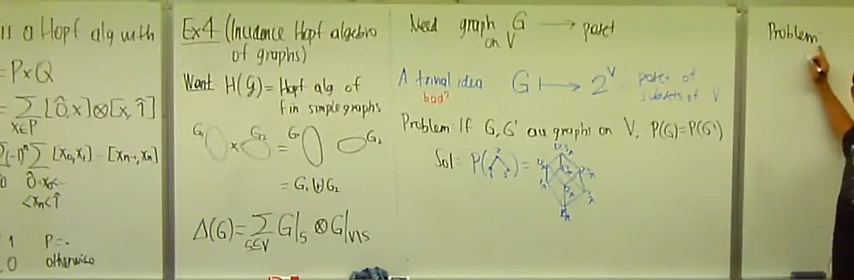 is a Hopf alg with
= P×Q
= Σ [0̂,x]⊗[x,1̂]
x∈P
(-1)ⁿ Σ [x₀,x₁]…[xₙ₋₁,xₙ]
0̂=x₀<
<xₙ<1̂
1 P=·
0 otherwise
Ex4 (Incidence Hopf algebra
of graphs)
Want H(G) = Hopf alg of
fin simple graphs
G₁ × G₂ = G₁ G₂
= G₁ ⊎ G₂
Δ(G) = Σ G|s ⊗ G|v\s
S⊆V
Need graph G → poset
on V
A trivial idea G ↦ 2^V poset of
bad? subsets of V
Problem: If G, G' are graphs on V, P(G)=P(G')
Sol: P( ) =
Problem